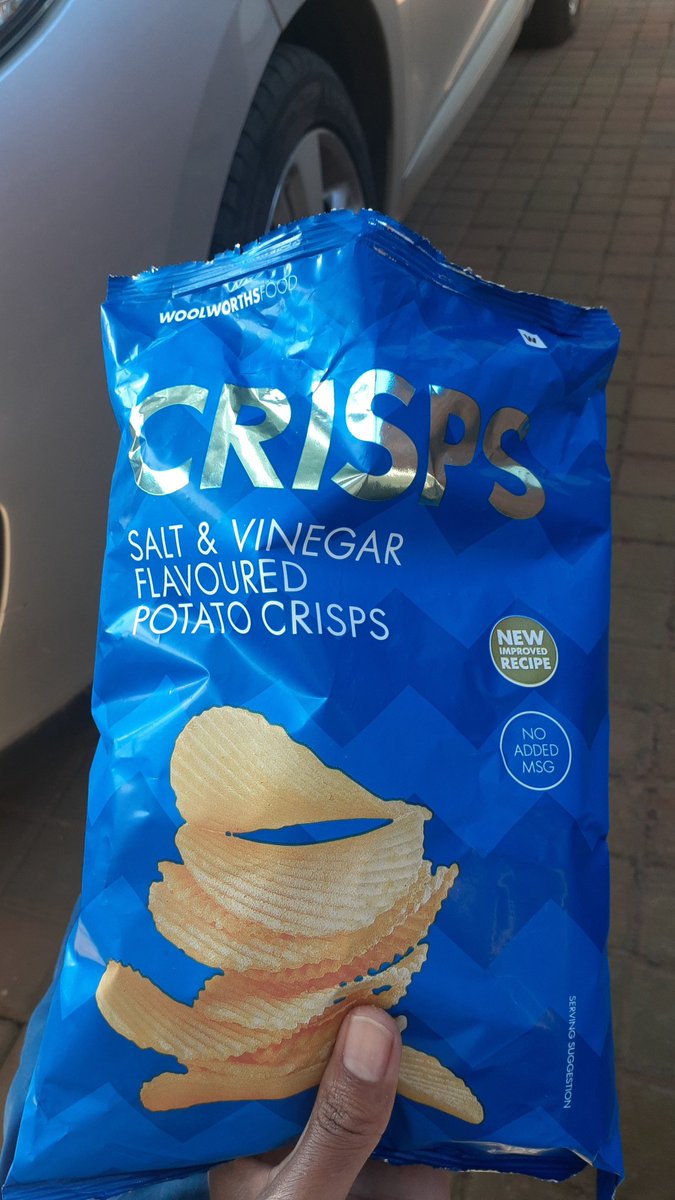 WOOLWORTHSFOOD
W
CRISPS
SALT & VINEGAR
FLAVOURED
POTATO CRISPS
NEW
IMPROVED
RECIPE
NO
ADDED
MSG
SERVING SUGGESTION